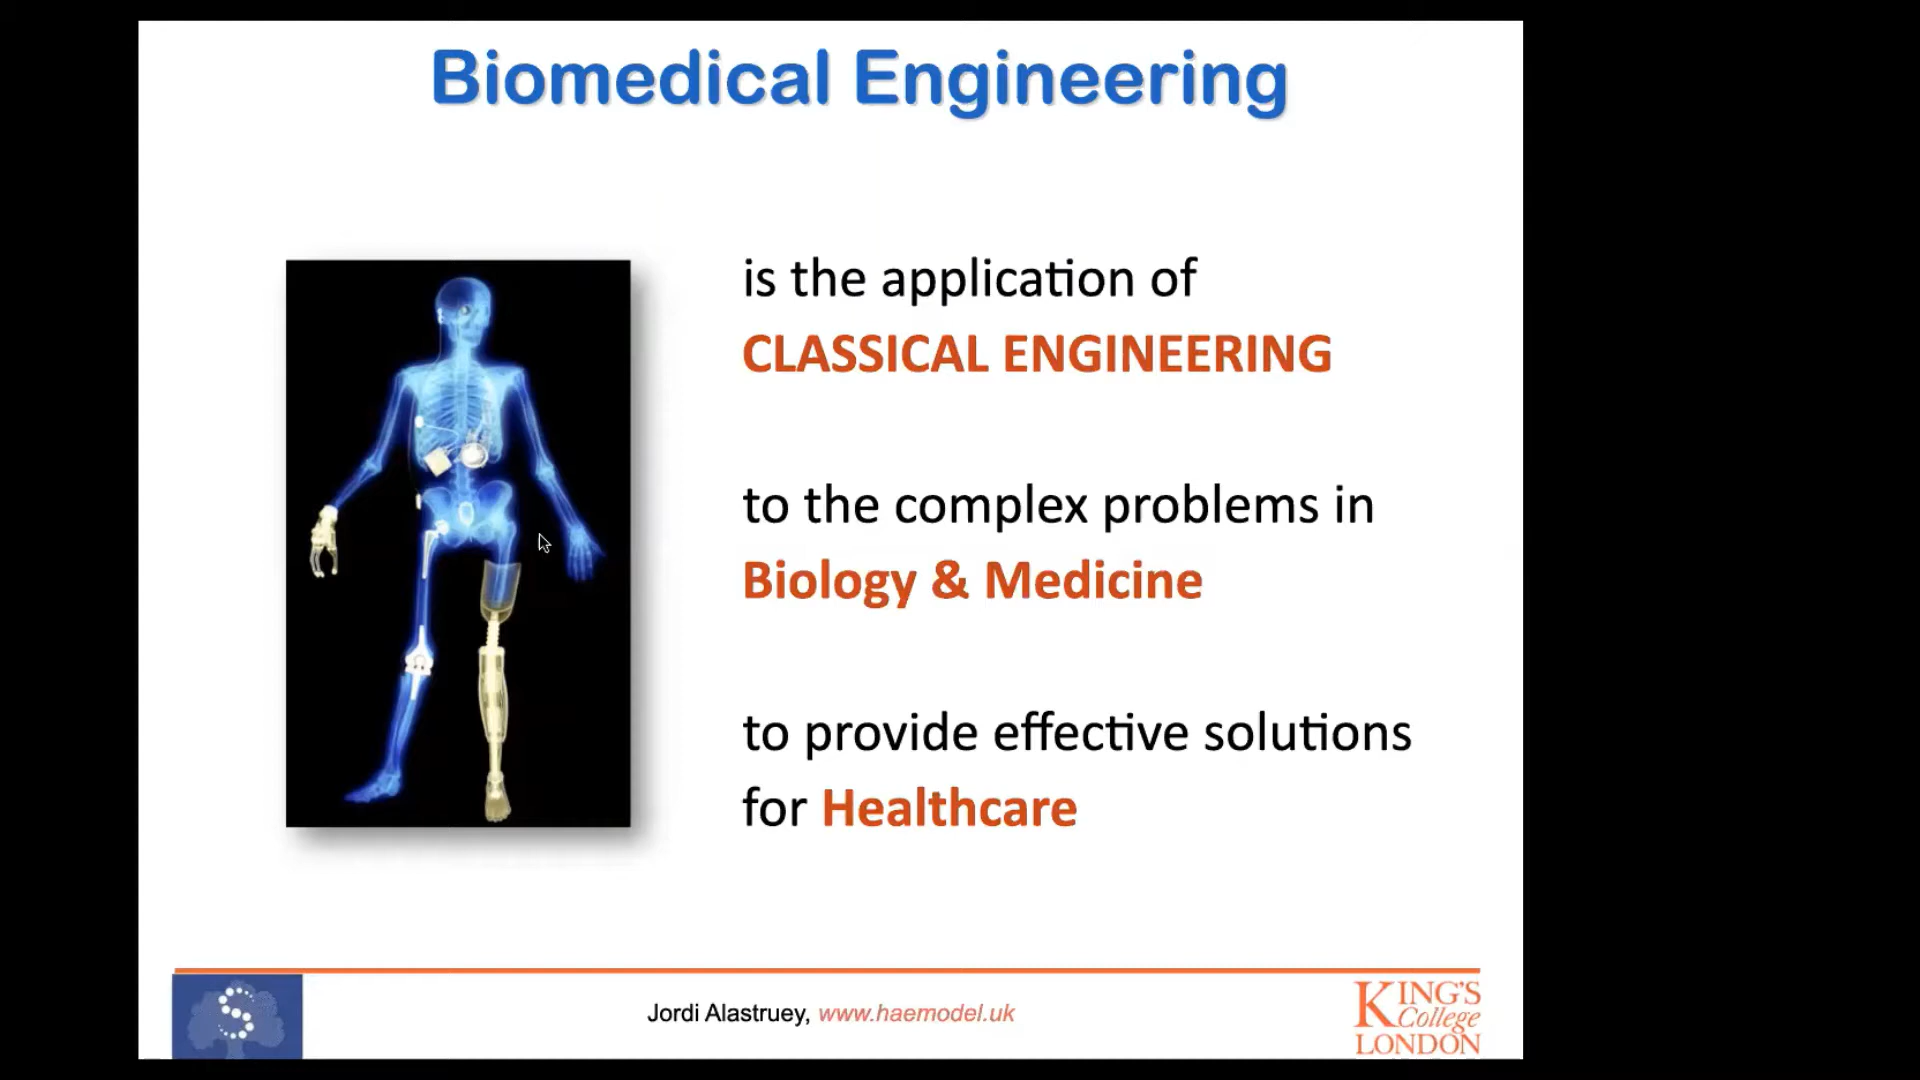 Biomedical Engineering
is the application of
CLASSICAL ENGINEERING
to the complex problems in
Biology & Medicine
to provide effective solutions
for Healthcare
Jordi Alastruey, www.haemodel.uk
KING'S
College
LONDON